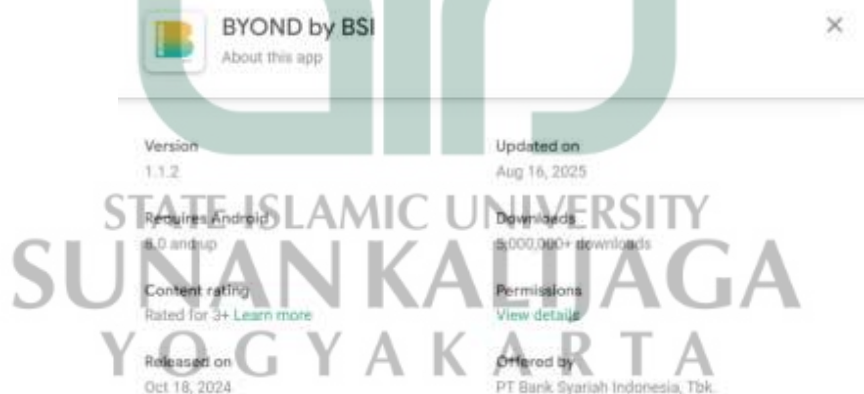 BYOND by BSI
About this app
Version
1.1.2
Updated on
Aug 16, 2025
STATE ISLAMIC UNIVERSITY
Requires Android
8.0 and up
Downloads
5,000,000+ downloads
SUNAN KALIJAGA
Content rating
Rated for 3+ Learn more
Permissions
View details
YOGYAKARTA
Released on
Oct 18, 2024
Offered by
PT Bank Syariah Indonesia, Tbk.